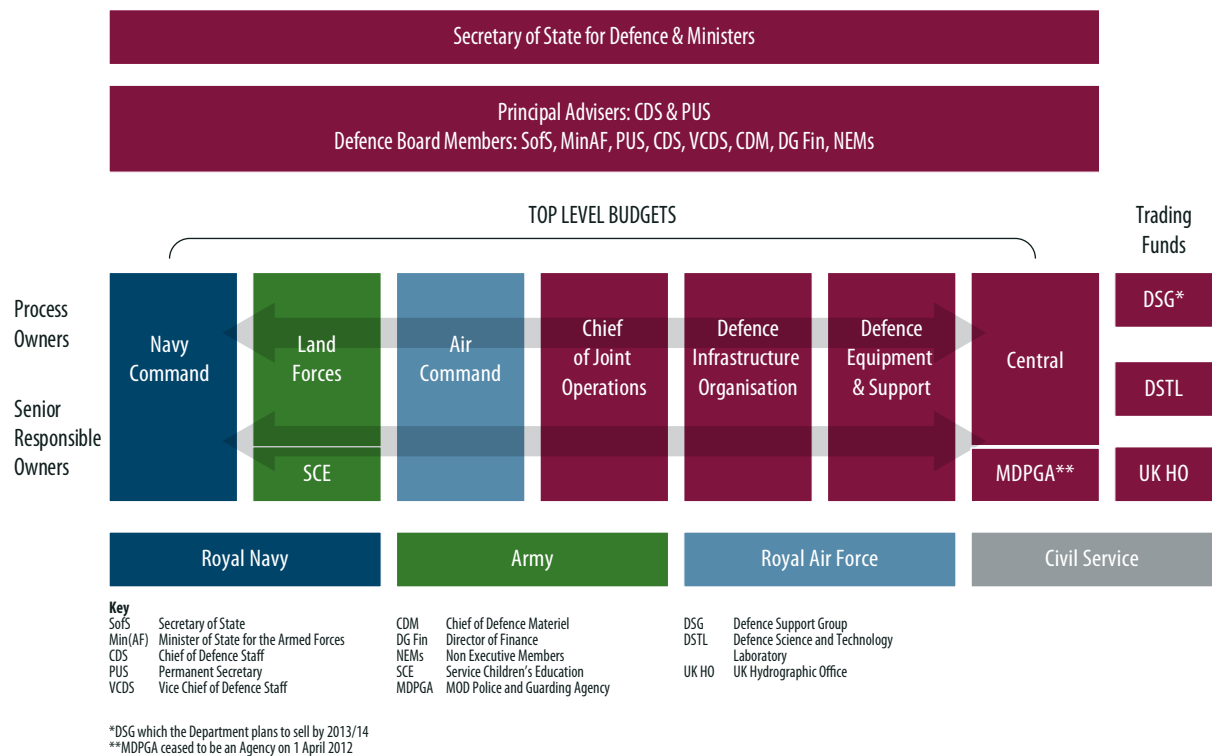 Secretary of State for Defence & Ministers
Principal Advisers: CDS & PUS
Defence Board Members: SofS, MinAF, PUS, CDS, VCDS, CDM, DG Fin, NEMs
TOP LEVEL BUDGETS
Trading
Funds
Process
Owners
Senior
Responsible
Owners
Navy
Command
Land
Forces
SCE
Air
Command
Chief
of Joint
Operations
Defence
Infrastructure
Organisation
Defence
Equipment
& Support
Central
MDPGA**
DSG*
DSTL
UK HO
Royal Navy
Army
Royal Air Force
Civil Service
Key
SofS Secretary of State
Min(AF) Minister of State for the Armed Forces
CDS Chief of Defence Staff
PUS Permanent Secretary
VCDS Vice Chief of Defence Staff
CDM Chief of Defence Materiel
DG Fin Director of Finance
NEMs Non Executive Members
SCE Service Children's Education
MDPGA MOD Police and Guarding Agency
DSG Defence Support Group
DSTL Defence Science and Technology
Laboratory
UK HO UK Hydrographic Office
*DSG which the Department plans to sell by 2013/14
**MDPGA ceased to be an Agency on 1 April 2012